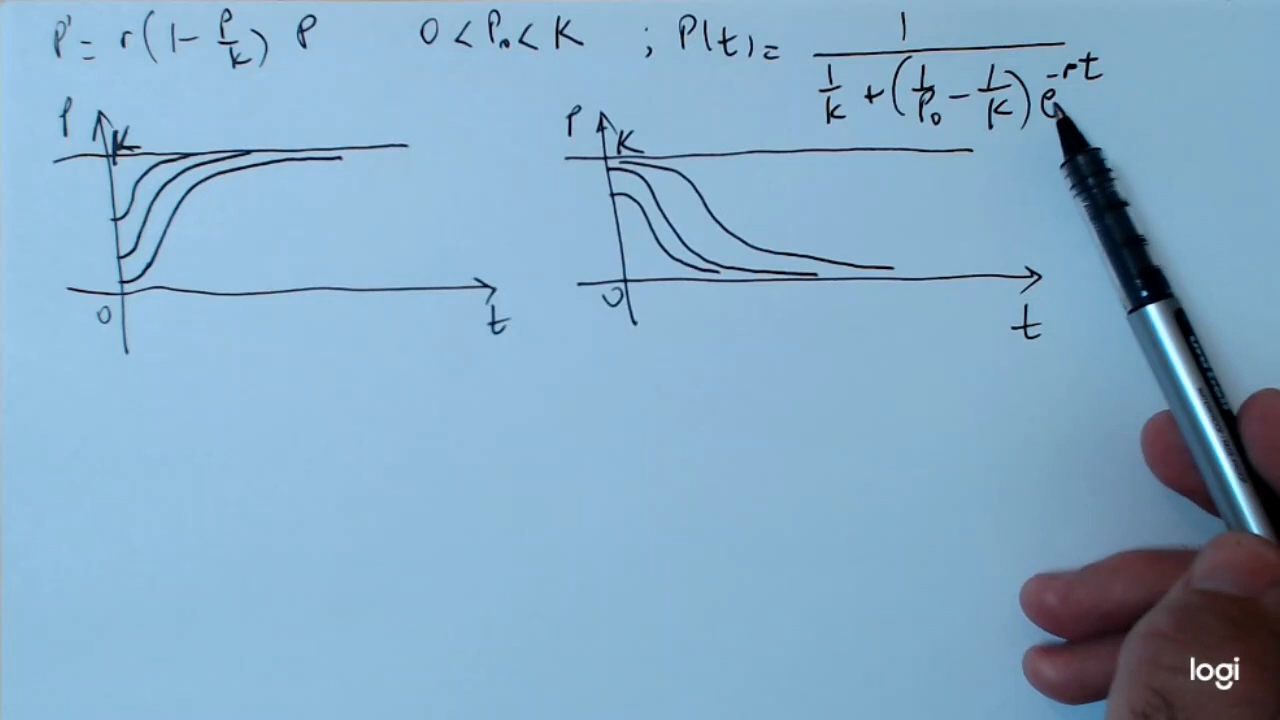 P' = r(1 - P/K) P    0 < P₀ < K ; P(t) = 1/(1/K + (1/P₀ - 1/K) e^{-rt})
P K P K
0 t 0 t
logi